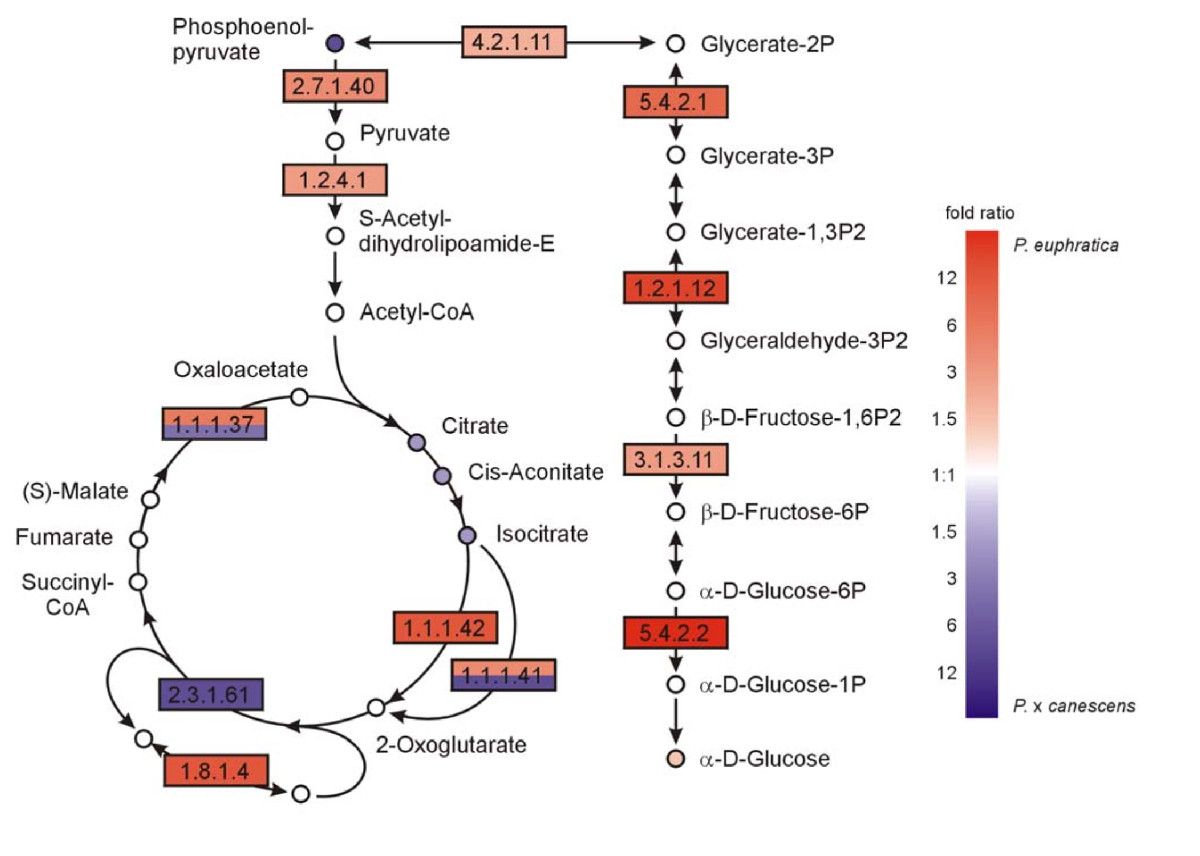 Phosphoenol-
pyruvate
4.2.1.11
Glycerate-2P
2.7.1.40
5.4.2.1
Pyruvate
Glycerate-3P
1.2.4.1
S-Acetyl-
dihydrolipoamide-E
Glycerate-1,3P2
fold ratio
P. euphratica
12
6
3
1.5
1:1
1.5
3
6
12
P. x canescens
1.2.1.12
Acetyl-CoA
Glyceraldehyde-3P2
Oxaloacetate
1.1.1.37
Citrate
β-D-Fructose-1,6P2
Cis-Aconitate
3.1.3.11
(S)-Malate
Isocitrate
β-D-Fructose-6P
Fumarate
Succinyl-
CoA
α-D-Glucose-6P
1.1.1.42
5.4.2.2
1.1.1.41
2.3.1.61
α-D-Glucose-1P
2-Oxoglutarate
1.8.1.4
α-D-Glucose